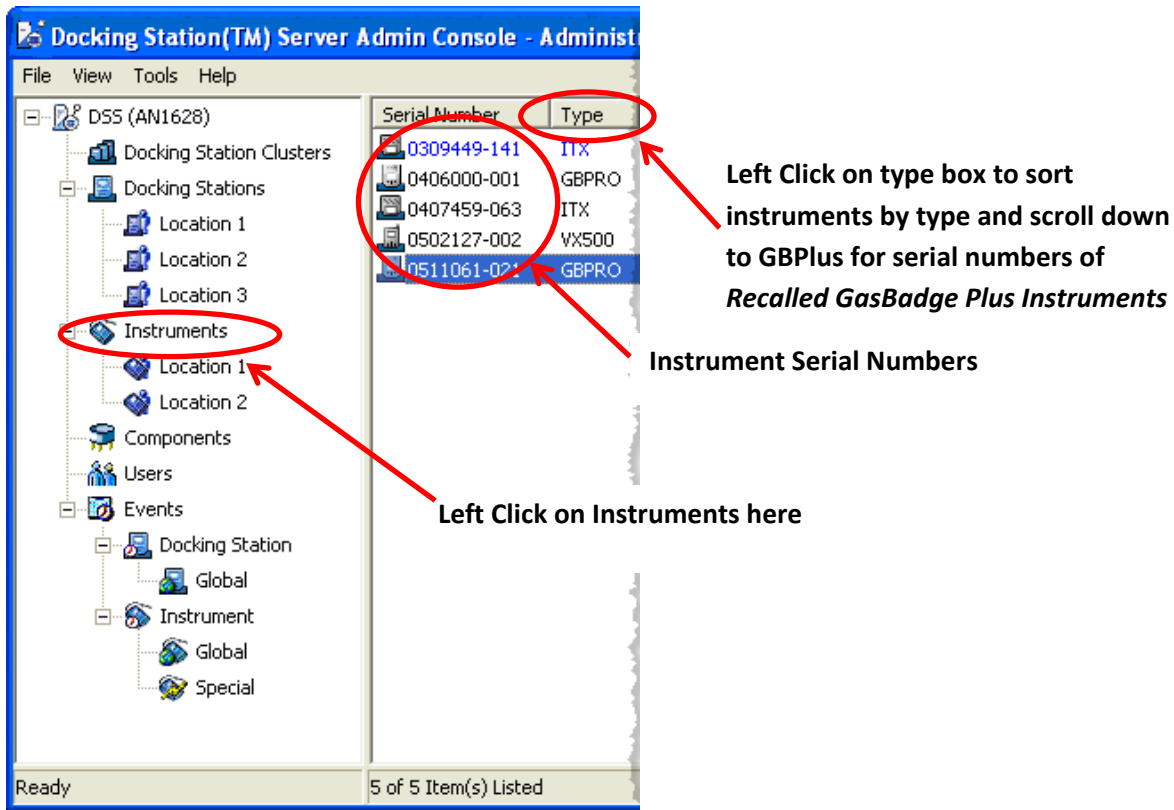 Docking Station(TM) Server Admin Console - Administ
File View Tools Help
DSS (AN1628)
Docking Station Clusters
Docking Stations
Location 1
Location 2
Location 3
Instruments
Location 1
Location 2
Components
Users
Events
Docking Station
Global
Instrument
Global
Special
Serial Number Type
0309449-141 ITX
0406000-001 GBPRO
0407459-063 ITX
0502127-002 VX500
0511061-021 GBPRO
Left Click on type box to sort
instruments by type and scroll down
to GBPlus for serial numbers of
Recalled GasBadge Plus Instruments
Instrument Serial Numbers
Left Click on Instruments here
Ready
5 of 5 Item(s) Listed